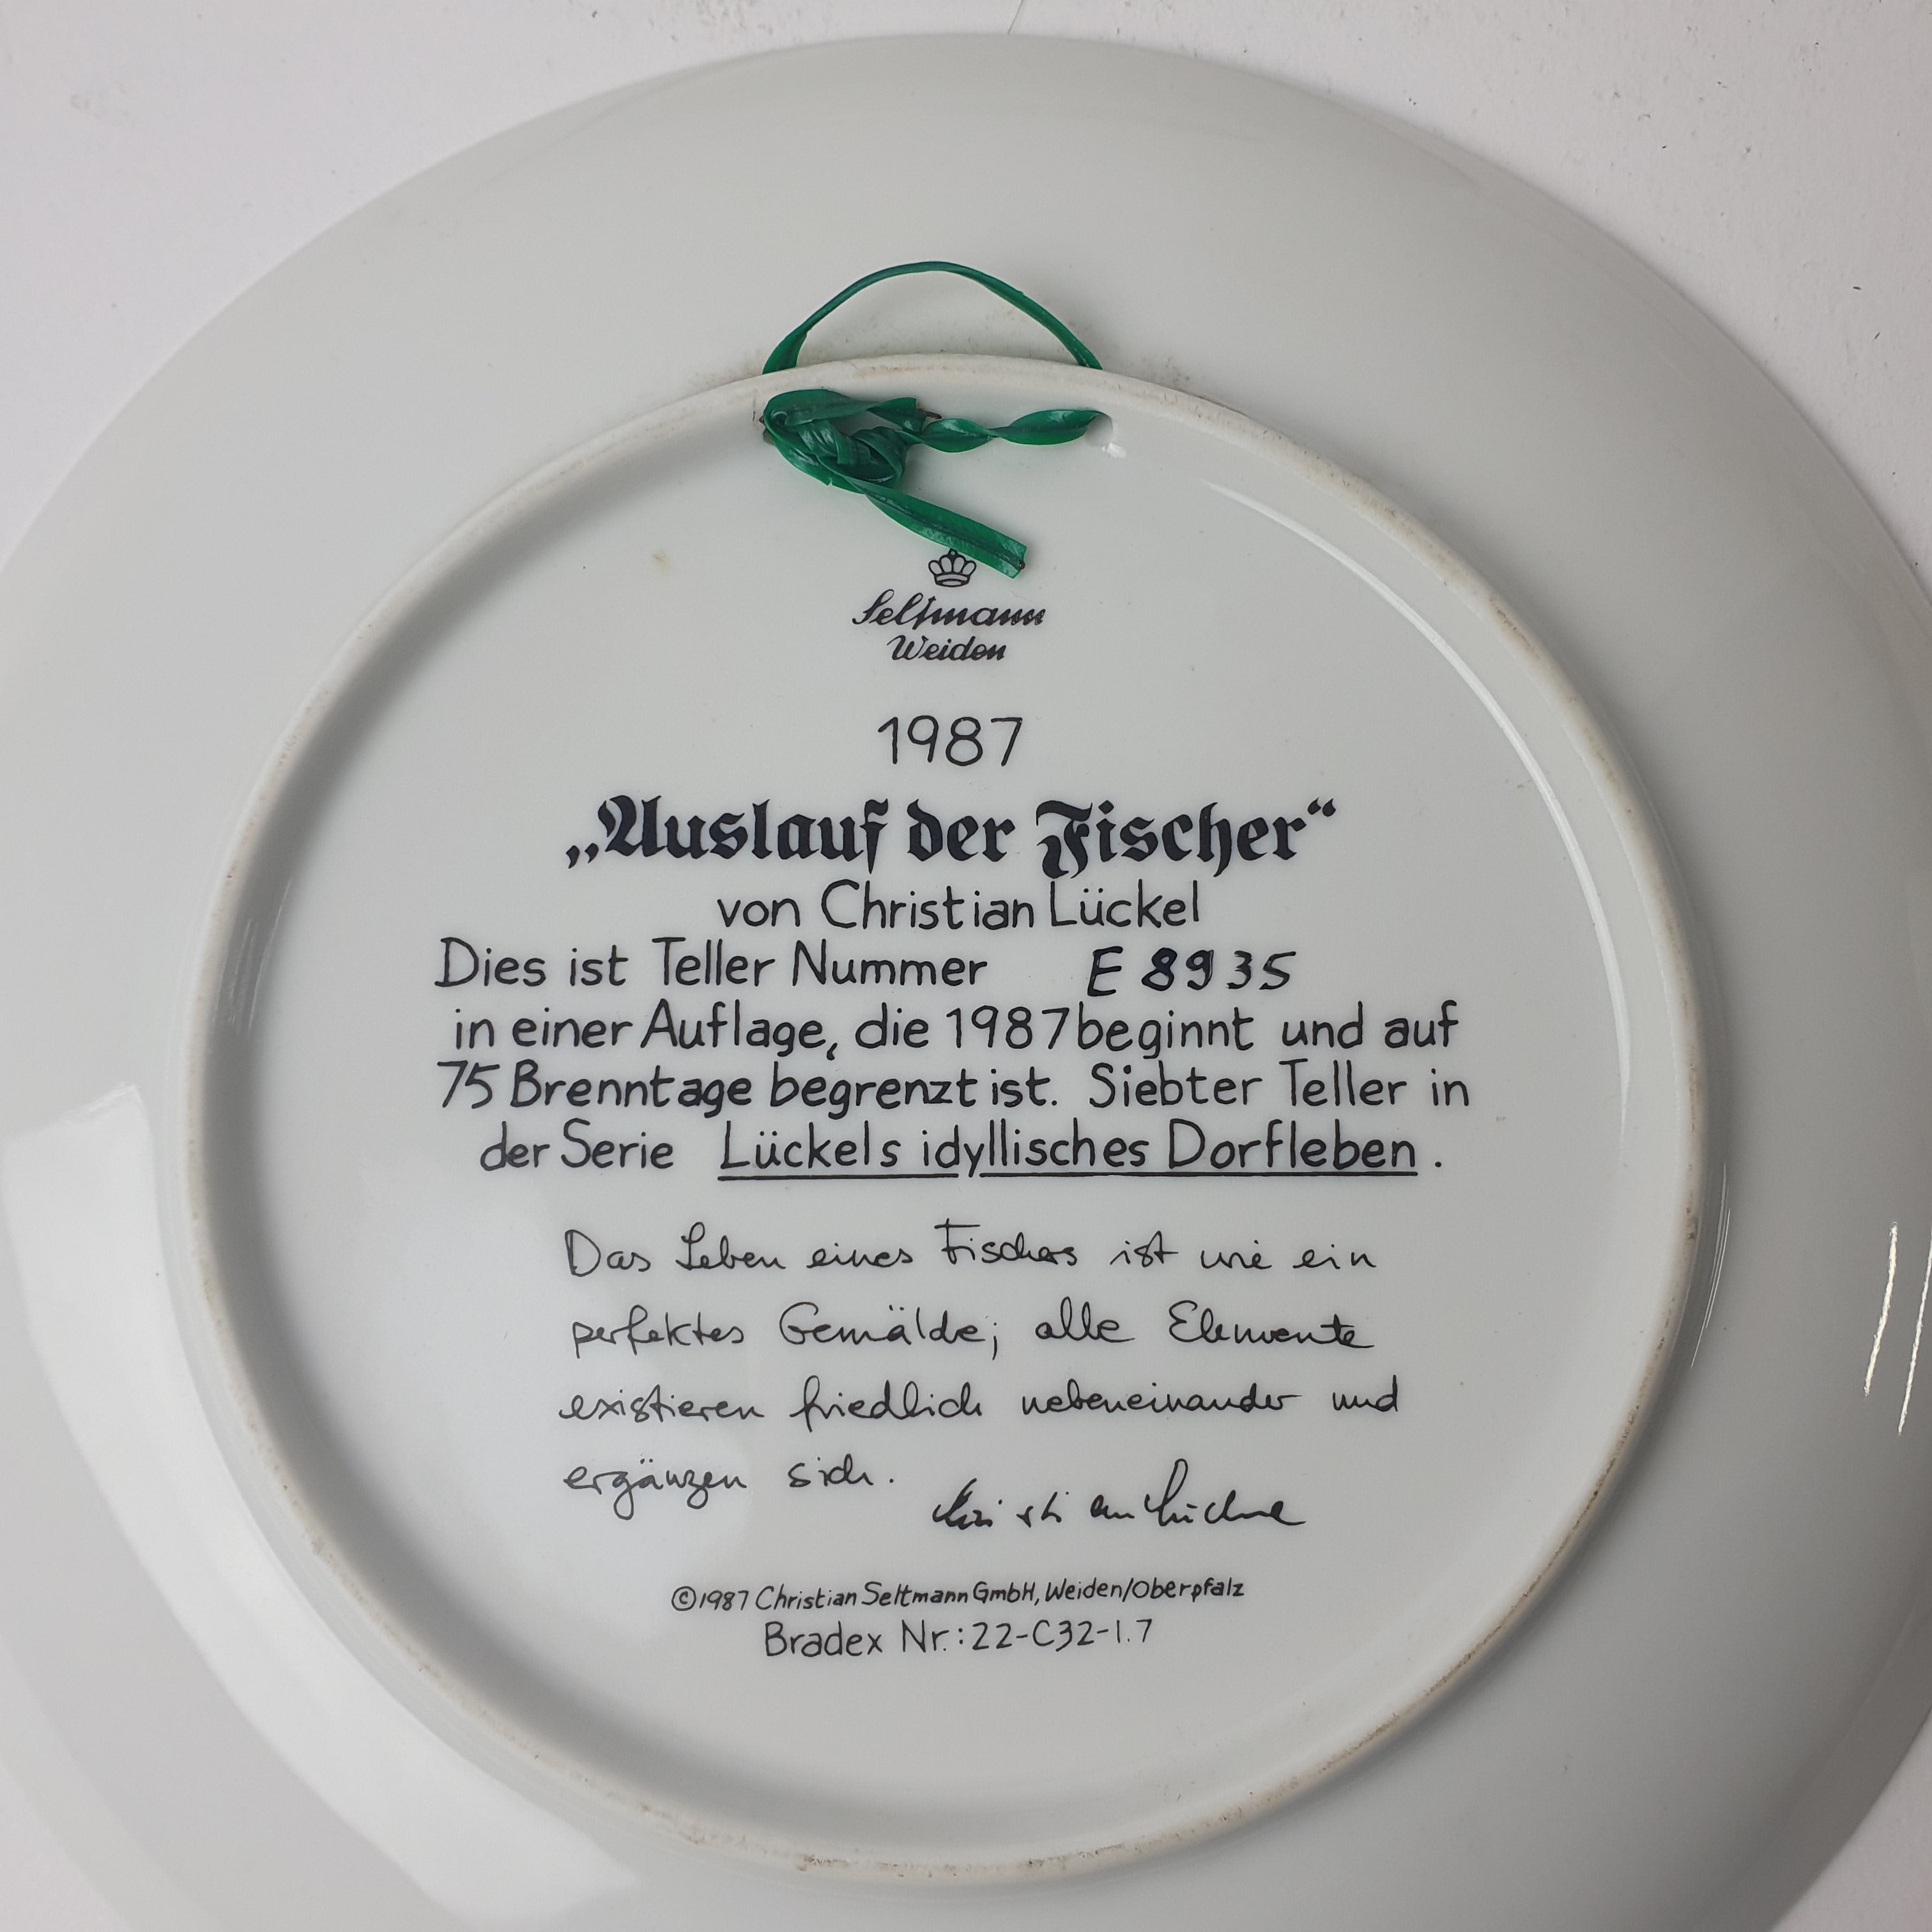 Seltmann
Weiden
1987
„Auslauf der Fischer“
von Christian Lückel
Dies ist Teller Nummer E 8935
in einer Auflage, die 1987 beginnt und auf
75 Brenntage begrenzt ist. Siebter Teller in
der Serie Lückels idyllisches Dorfleben.
Das Leben eines Fischers ist wie ein
perfektes Gemälde; alle Elemente
existieren friedlich nebeneinander und
ergänzen sich.
Christian Lückel
©1987 Christian Seltmann GmbH, Weiden/Oberpfalz
Bradex Nr.: 22-C32-1.7